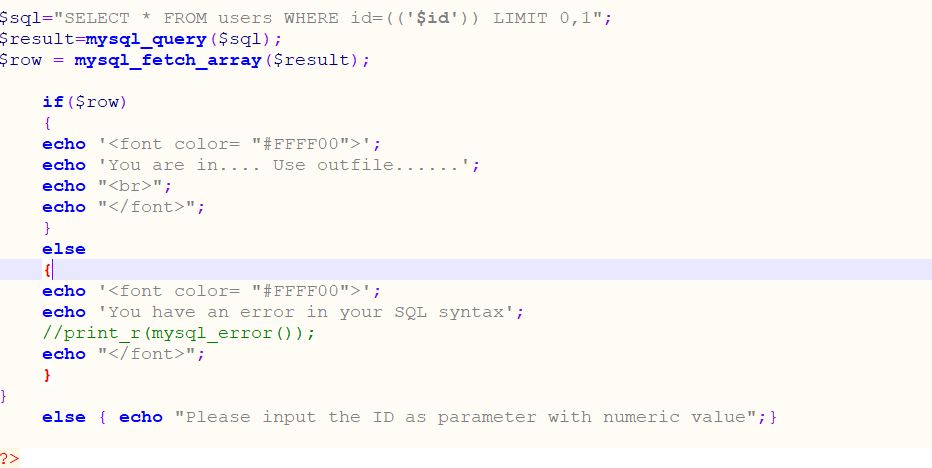 $sql="SELECT * FROM users WHERE id=(('$id')) LIMIT 0,1";
$result=mysql_query($sql);
$row = mysql_fetch_array($result);
if($row)
{
echo '<font color= "#FFFF00">';
echo 'You are in.... Use outfile......';
echo "<br>";
echo "</font>";
}
else
{
echo '<font color= "#FFFF00">';
echo 'You have an error in your SQL syntax';
//print_r(mysql_error());
echo "</font>";
}
}
else { echo "Please input the ID as parameter with numeric value";}
?>